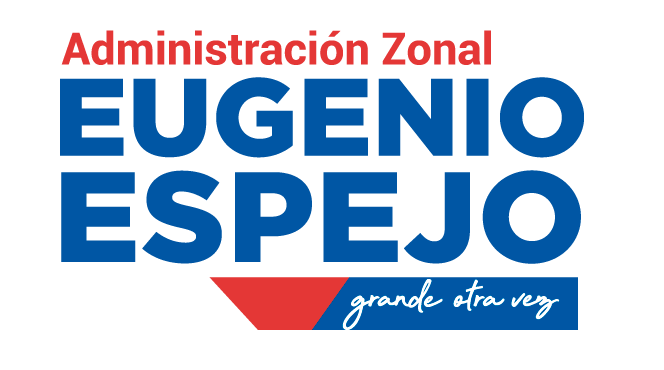 Administración Zonal
EUGENIO
ESPEJO
grande otra vez